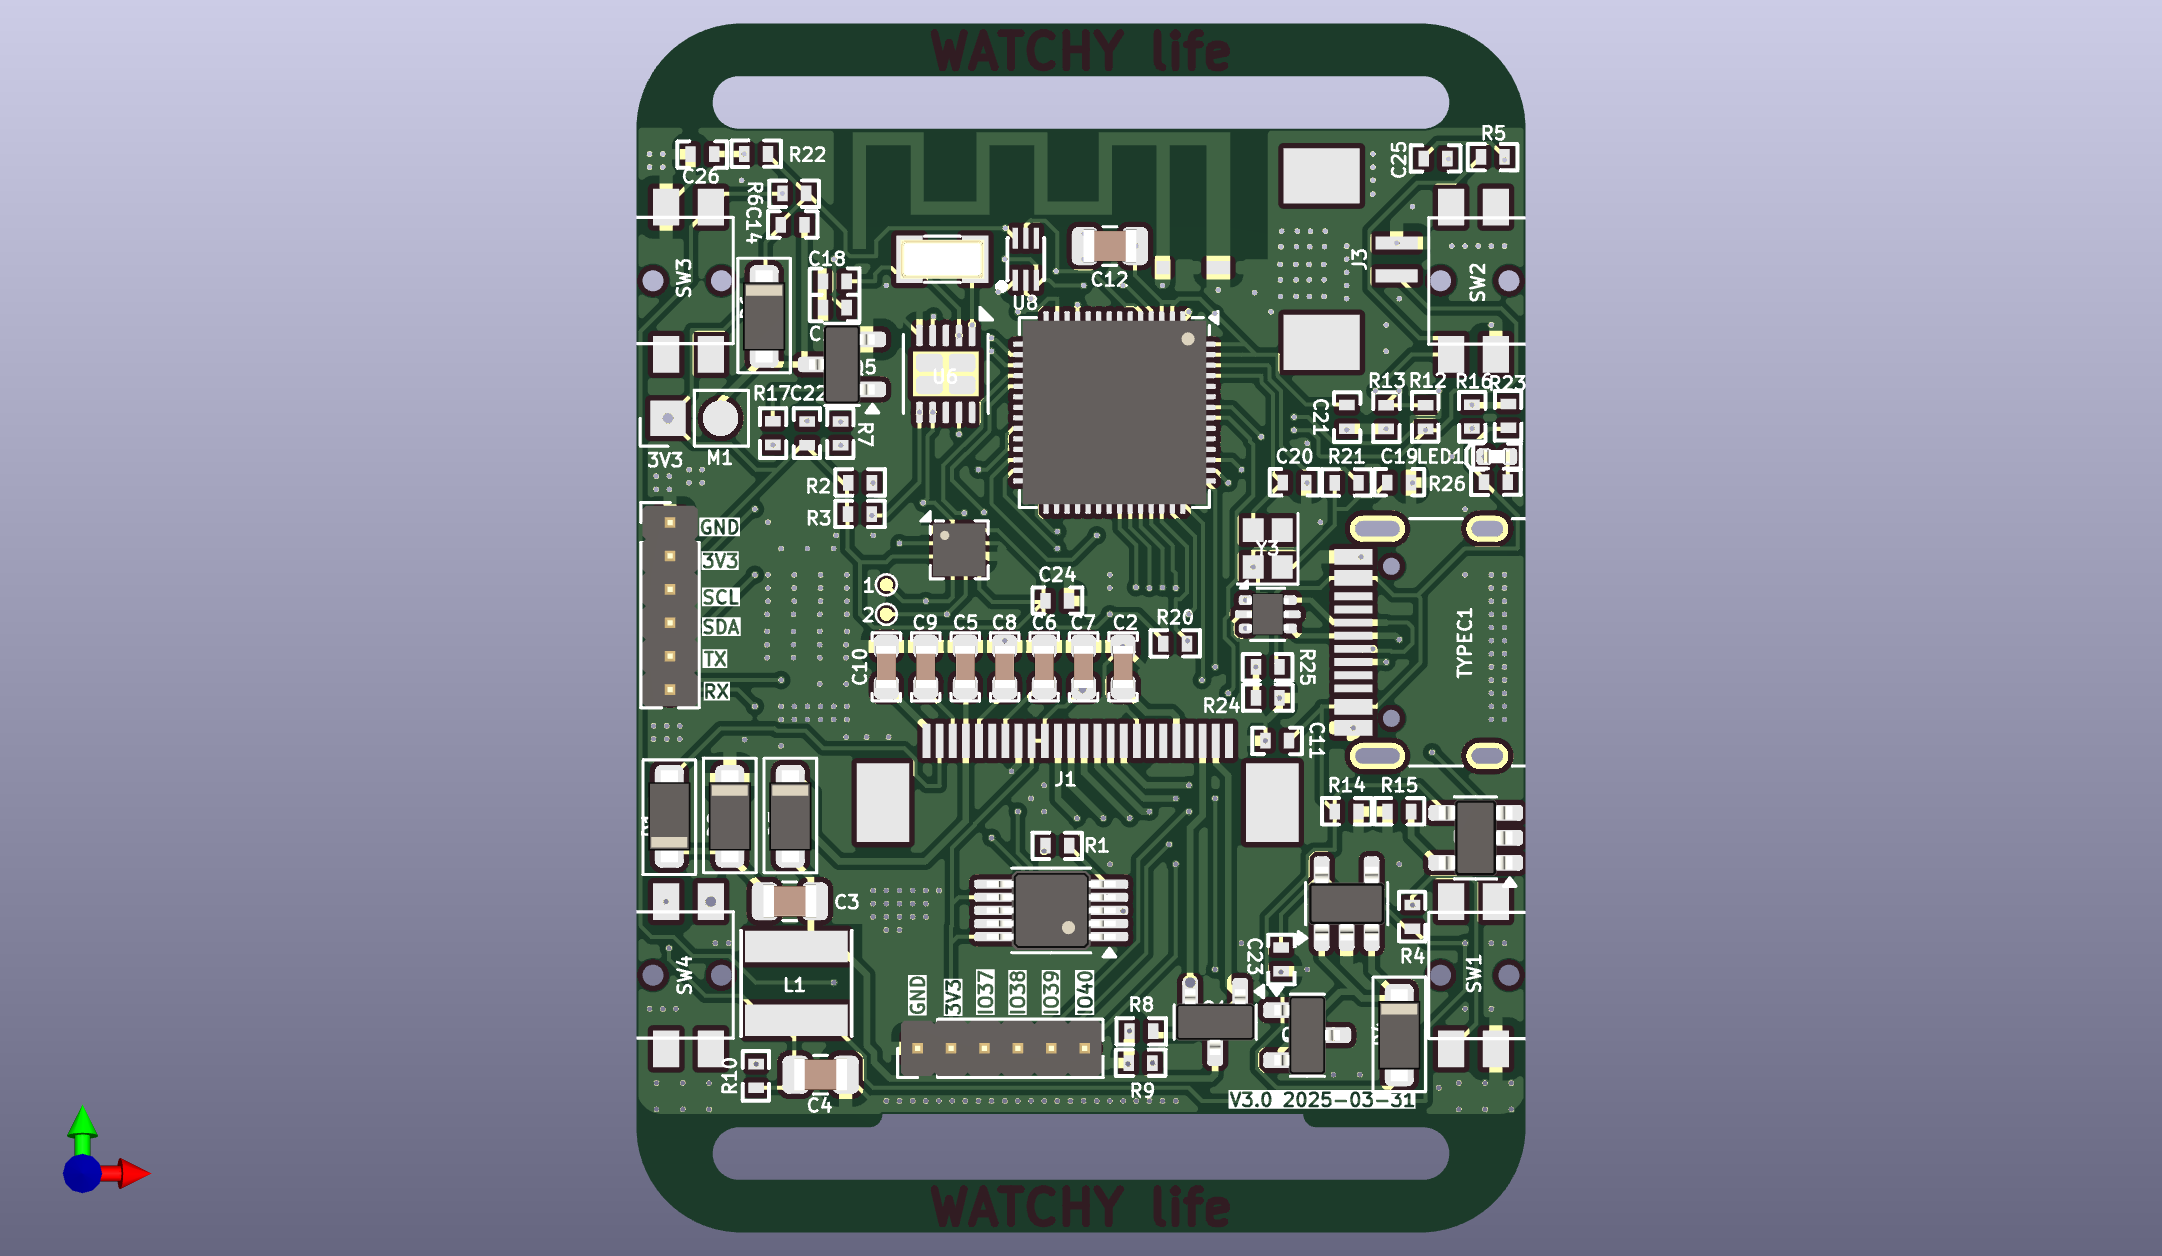 WATCHY life
R5
R22
C25
C26
R6
C14
SW3
C18
J3
SW2
C12
U8
U6
R17
C22
R13
R12
R16
R23
C21
R7
3V3
M1
C20
R21
C19
LED1
R26
R2
R3
GND
3V3
SCL
SDA
TX
RX
Y3
1
2
C24
C10
C9
C5
C8
C6
C7
C2
R20
TYPEC1
R25
R24
C11
J1
R14
R15
R1
C3
R4
C23
SW4
L1
SW1
GND
3V3
IO37
IO38
IO39
IO40
R8
R9
R10
C4
V3.0 2025-03-31
WATCHY life